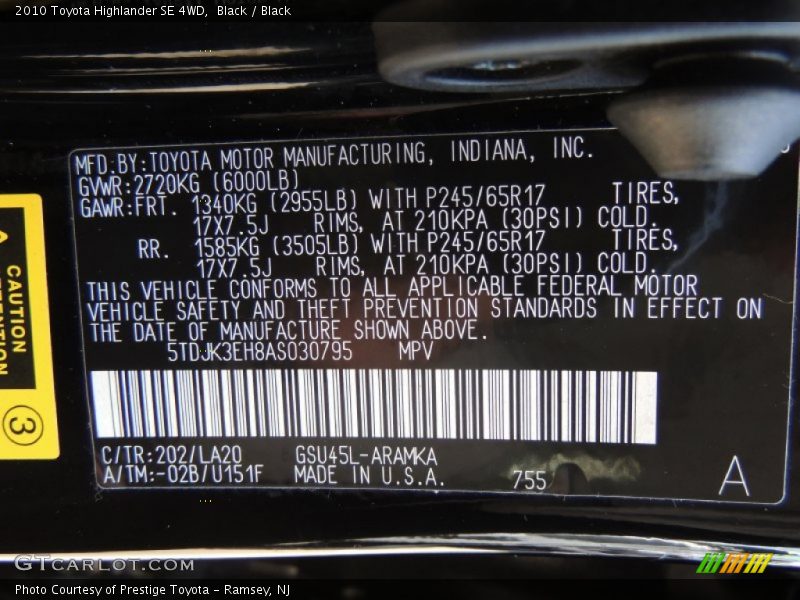 2010 Toyota Highlander SE 4WD, Black / Black
MFD.BY:TOYOTA MOTOR MANUFACTURING, INDIANA, INC.
GVWR:2720KG (6000LB)
GAWR:FRT. 1340KG (2955LB) WITH P245/65R17 TIRES,
17X7.5J RIMS, AT 210KPA (30PSI) COLD.
RR. 1585KG (3505LB) WITH P245/65R17 TIRES,
17X7.5J RIMS, AT 210KPA (30PSI) COLD.
THIS VEHICLE CONFORMS TO ALL APPLICABLE FEDERAL MOTOR
VEHICLE SAFETY AND THEFT PREVENTION STANDARDS IN EFFECT ON
THE DATE OF MANUFACTURE SHOWN ABOVE.
5TDJK3EH8AS030795 MPV
C/TR:202/LA20 GSU45L-ARAMKA
A/TM:-02B/U151F MADE IN U.S.A. 755 A
CAUTION
3
GTCARLOT.COM
Photo Courtesy of Prestige Toyota - Ramsey, NJ